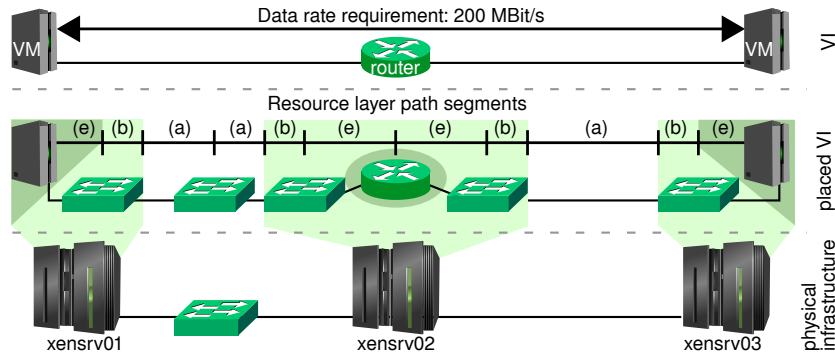 Data rate requirement: 200 MBit/s
VM
VM
router
VI
Resource layer path segments
(e) (b) (a) (a) (b) (e) (e) (b) (a) (b) (e)
placed VI
physical
infrastructure
xensrv01 xensrv02 xensrv03